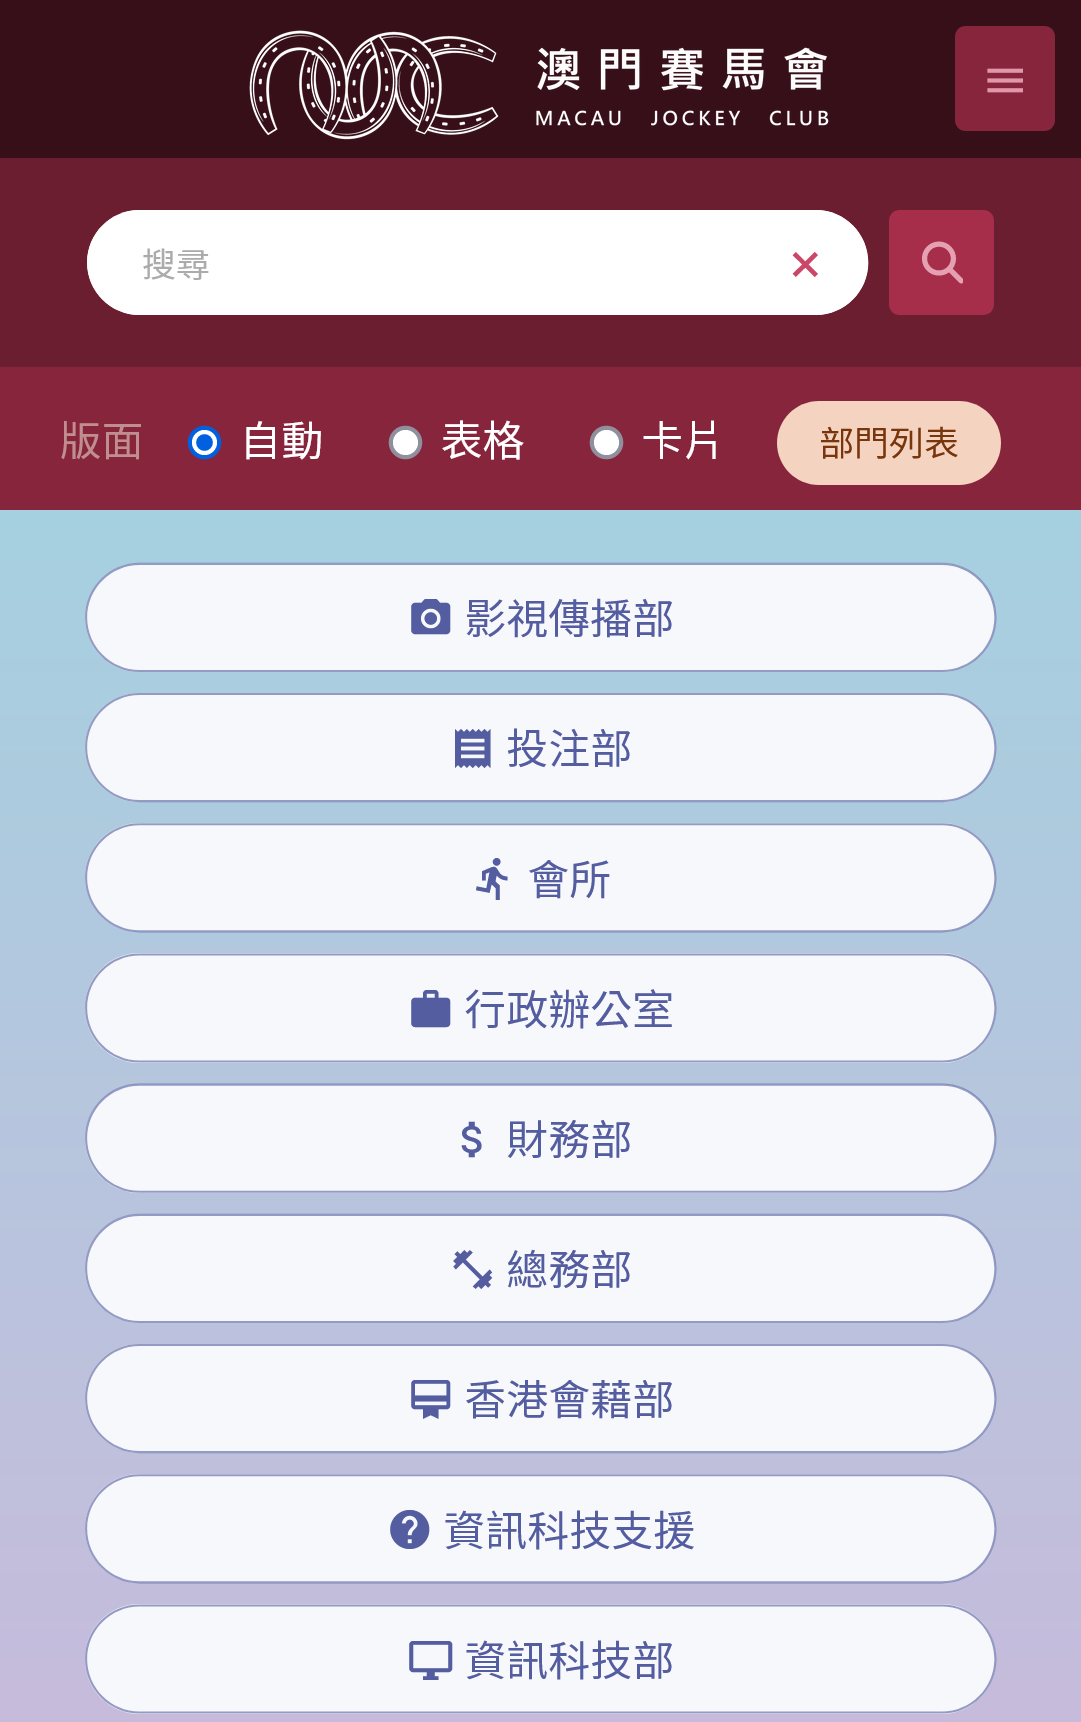 澳門賽馬會
MACAU JOCKEY CLUB
搜尋
版面 自動 表格 卡片 部門列表
影視傳播部
投注部
會所
行政辦公室
財務部
總務部
香港會藉部
資訊科技支援
資訊科技部